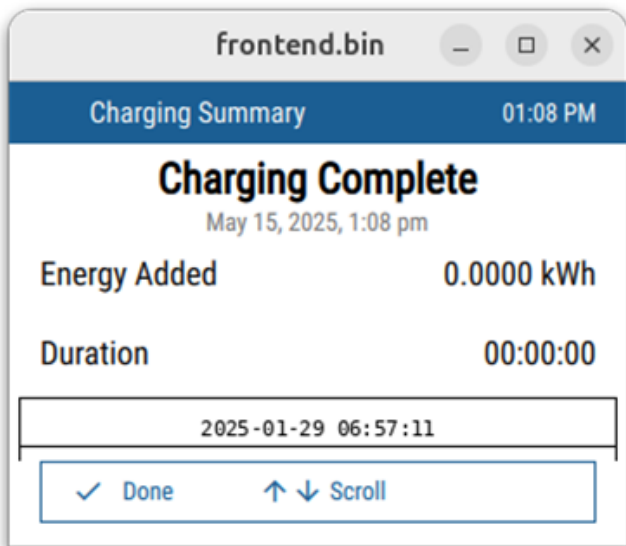 frontend.bin
Charging Summary 01:08 PM
Charging Complete
May 15, 2025, 1:08 pm
Energy Added 0.0000 kWh
Duration 00:00:00
2025-01-29 06:57:11
Done Scroll